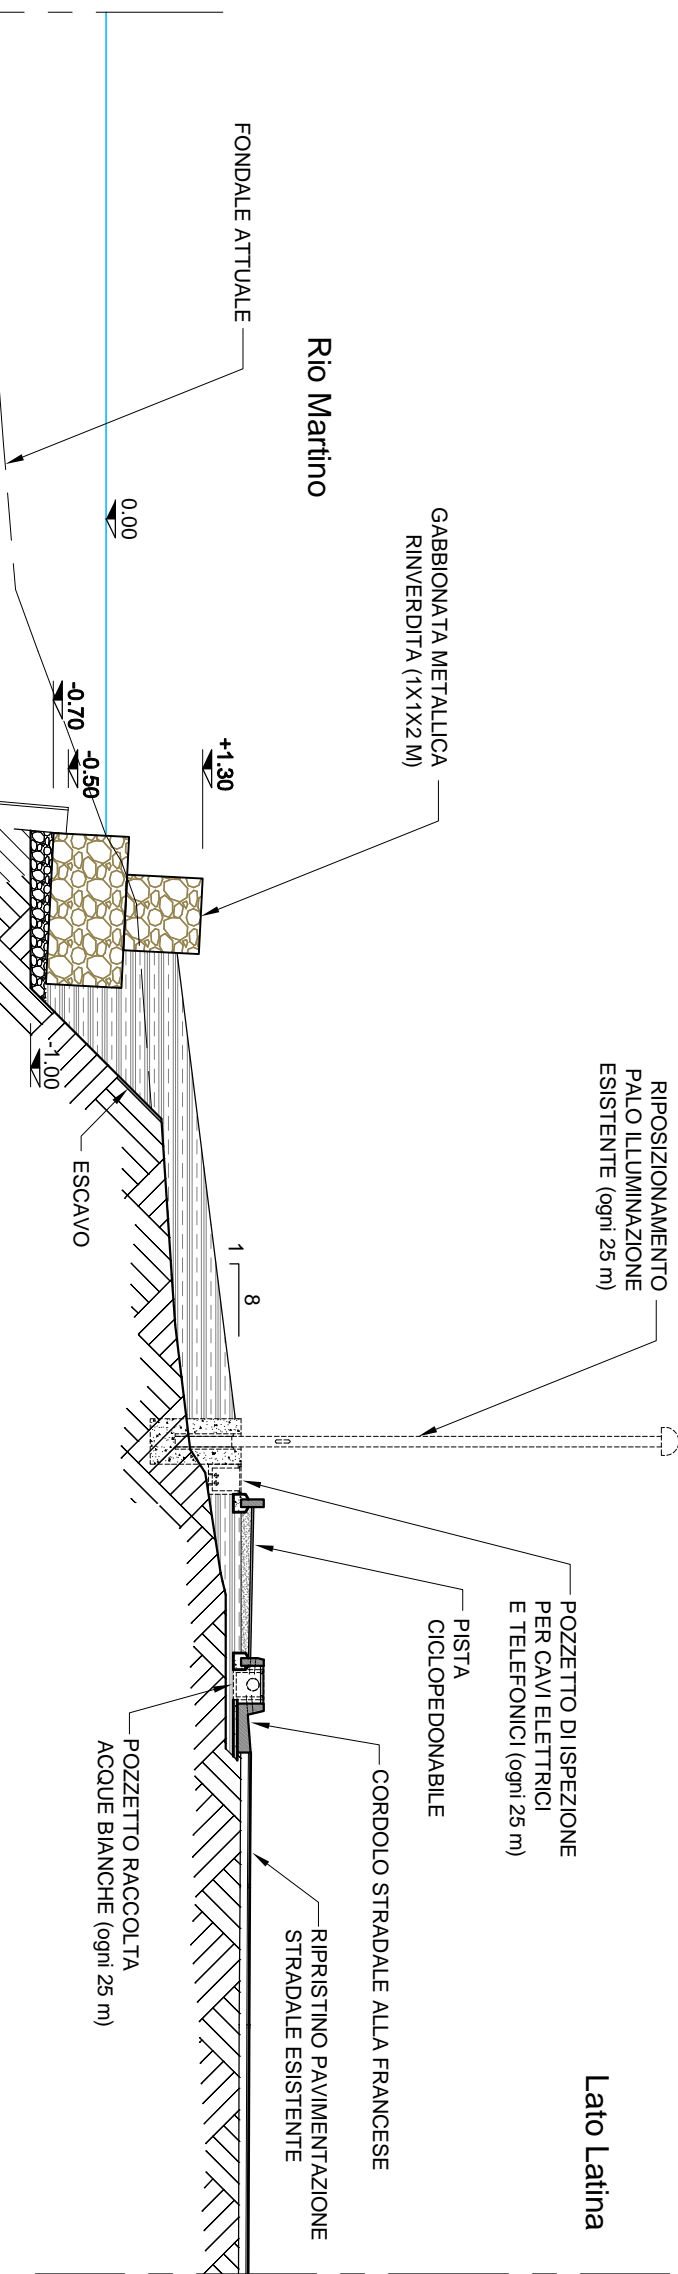 Rio Martino
Lato Latina
FONDALE ATTUALE
0.00
GABBIONATA METALLICA
RINVERDITA (1X1X2 M)
-0.70
-0.50
+1.30
-1.00
ESCAVO
1
8
RIPOSIZIONAMENTO
PALO ILLUMINAZIONE
ESISTENTE (ogni 25 m)
POZZETTO DI ISPEZIONE
PER CAVI ELETTRICI
E TELEFONICI (ogni 25 m)
PISTA
CICLOPEDONABILE
CORDOLO STRADALE ALLA FRANCESE
RIPRISTINO PAVIMENTAZIONE
STRADALE ESISTENTE
POZZETTO RACCOLTA
ACQUE BIANCHE (ogni 25 m)